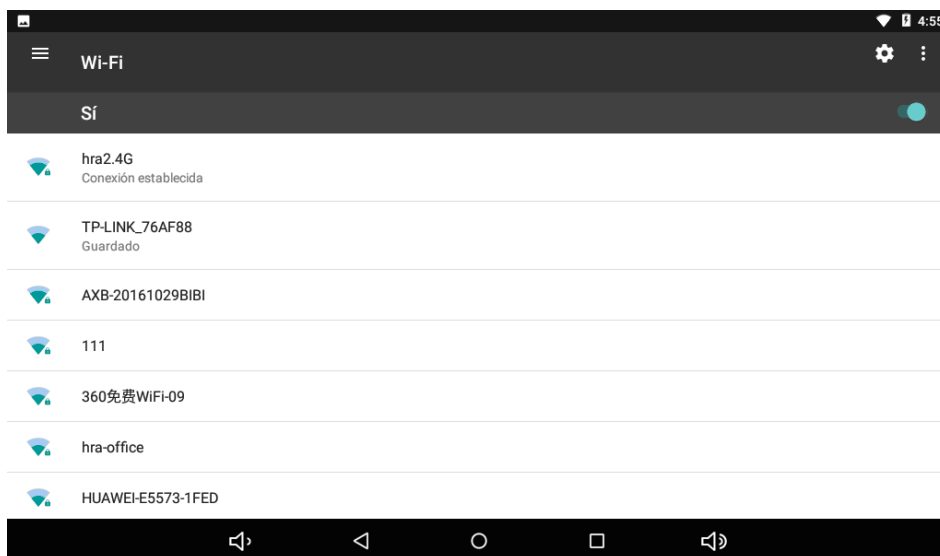 4:55
Wi-Fi
Sí
hra2.4G
Conexión establecida
TP-LINK_76AF88
Guardado
AXB-20161029BIBI
111
360免费WiFi-09
hra-office
HUAWEI-E5573-1FED